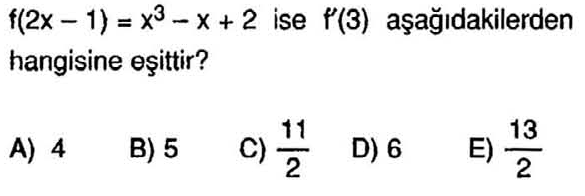 f(2x – 1) = x³ – x + 2 ise f'(3) aşağıdakilerden
hangisine eşittir?
A) 4 B) 5 C) 11/2 D) 6 E) 13/2